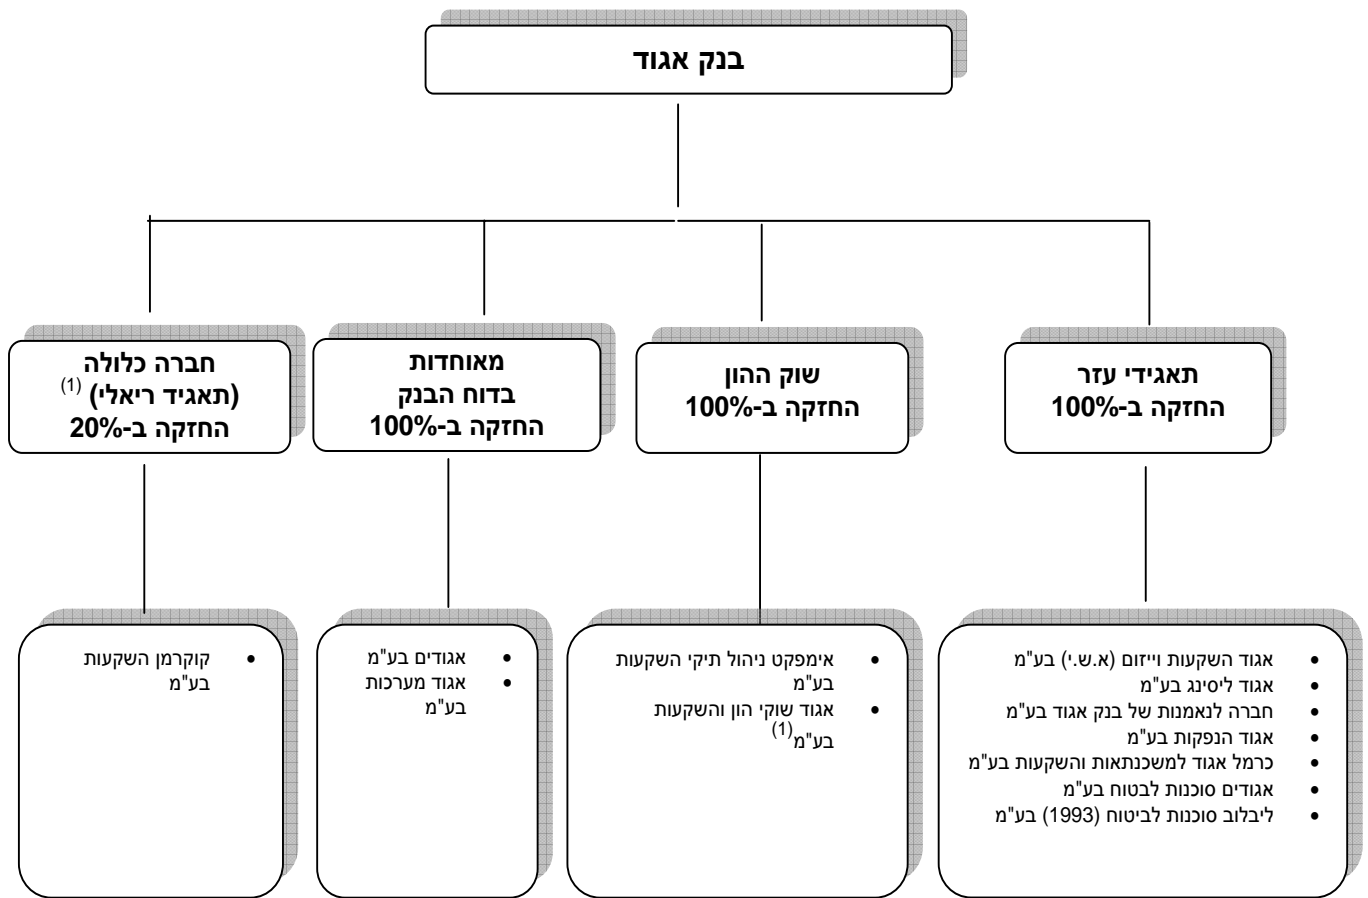 בנק אגוד
תאגידי עזר
החזקה ב-100%
שוק ההון
החזקה ב-100%
מאוחדות
בדוח הבנק
החזקה ב-100%
חברה כלולה
(תאגיד ריאלי) (1)
החזקה ב-20%
• אגוד השקעות וייזום (א.ש.י) בע"מ
• אגוד ליסינג בע"מ
• חברה לנאמנות של בנק אגוד בע"מ
• אגוד הנפקות בע"מ
• כרמל אגוד למשכנתאות והשקעות בע"מ
• אגודים סוכנות לבטוח בע"מ
• ליבלוב סוכנות לביטוח (1993) בע"מ
• אימפקט ניהול תיקי השקעות
בע"מ
• אגוד שוקי הון והשקעות
בע"מ(1)
• אגודים בע"מ
• אגוד מערכות
בע"מ
• קוקרמן השקעות
בע"מ